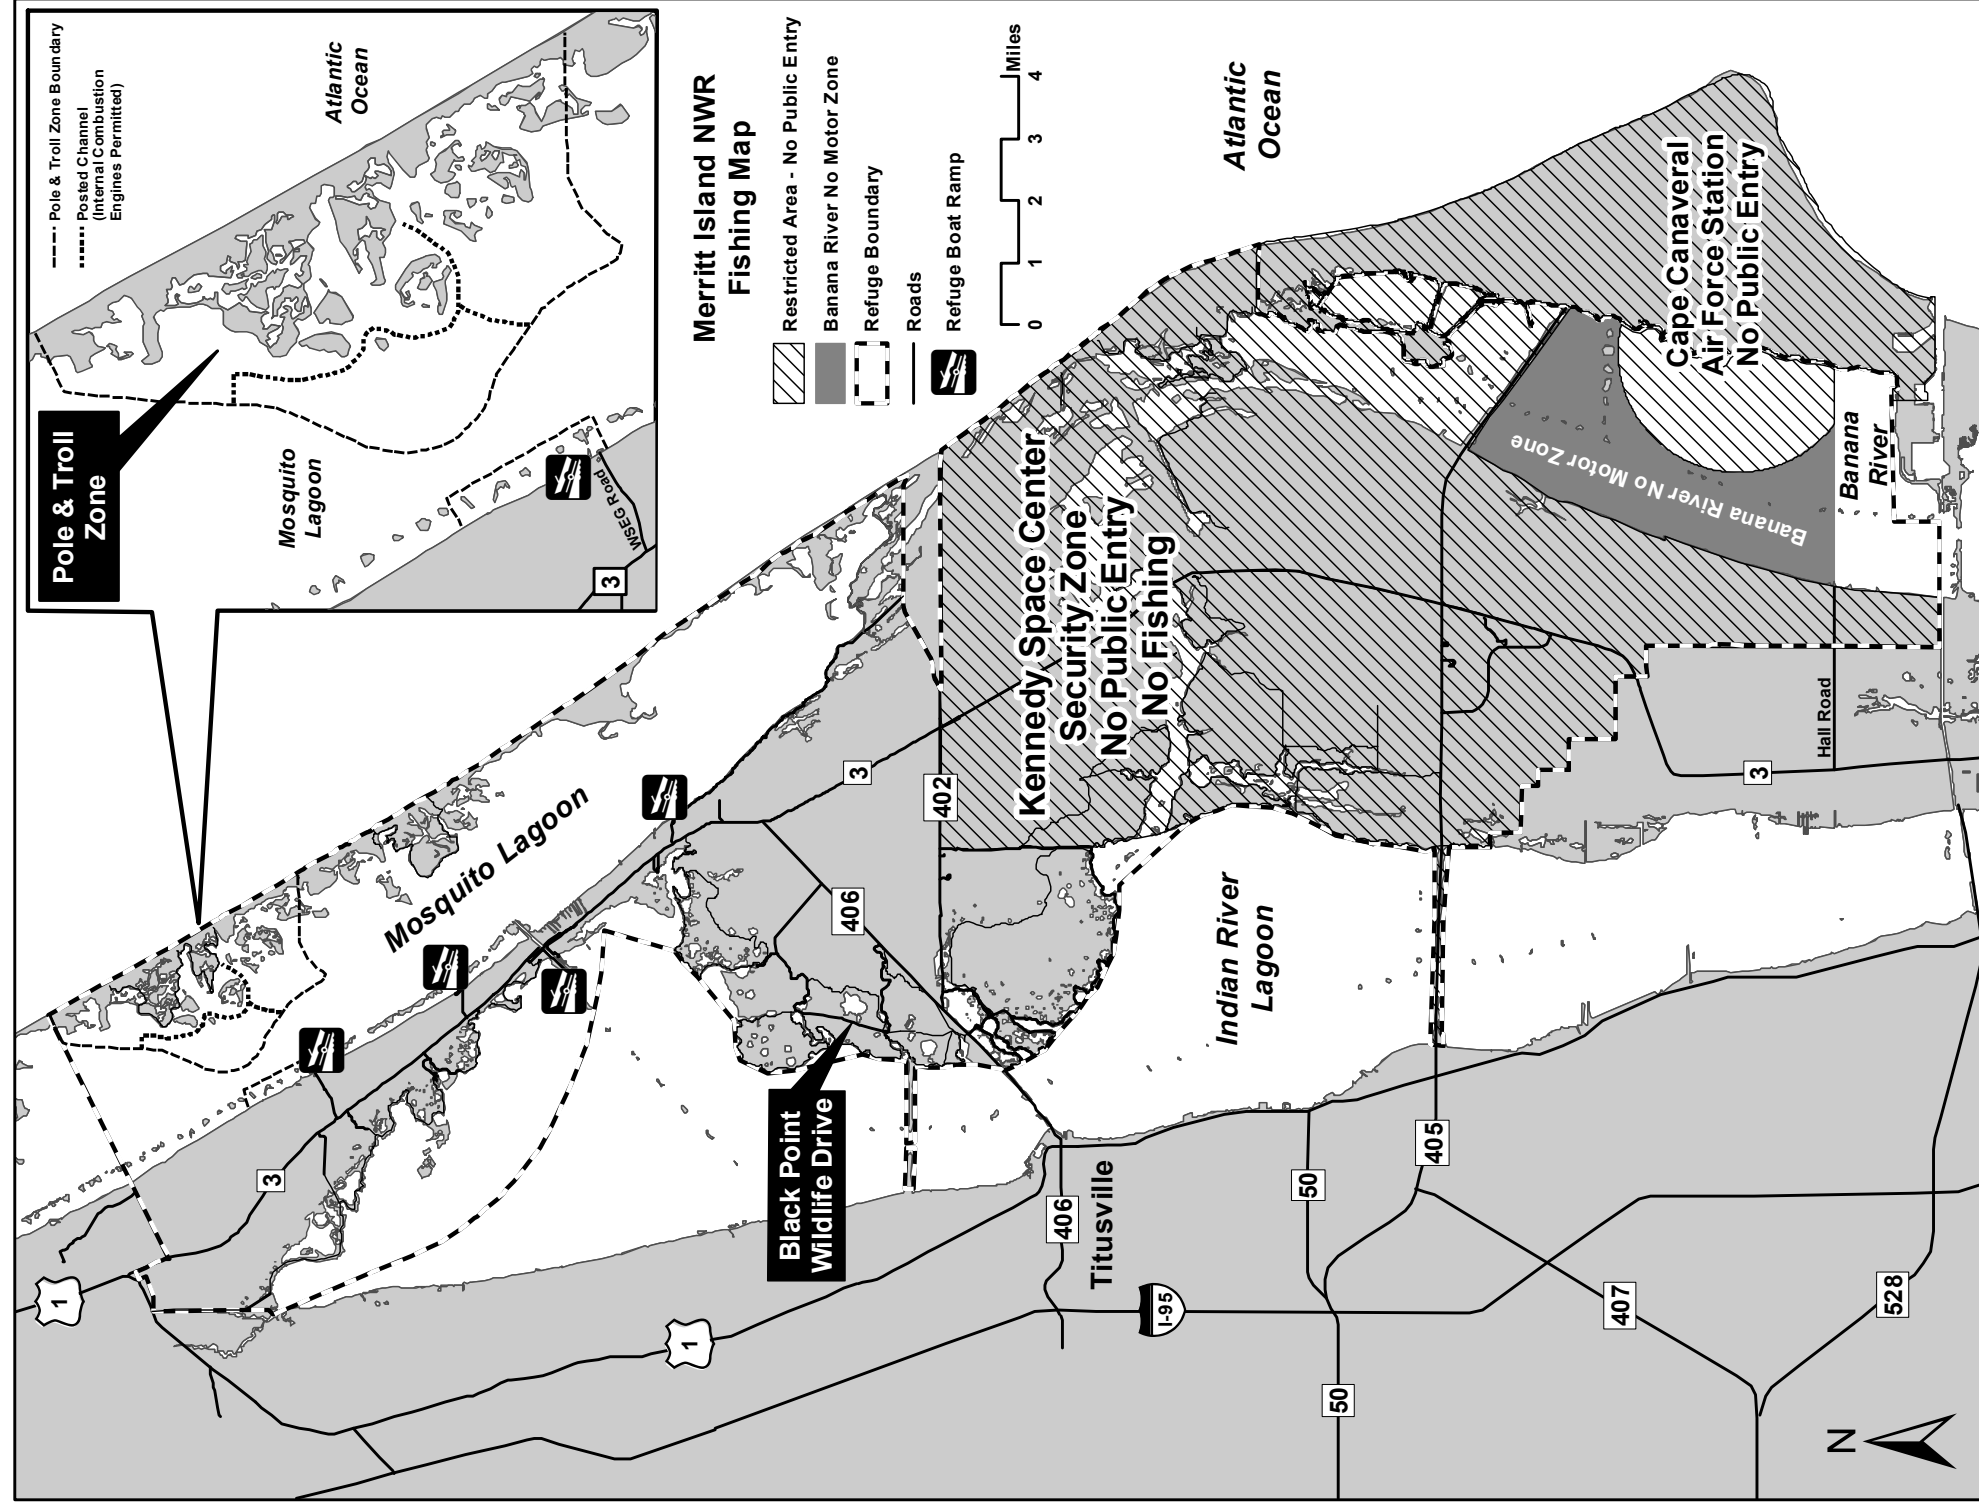 Pole & Troll Zone Boundary
Posted Channel
(Internal Combustion
Engines Permitted)
Atlantic
Ocean
Pole & Troll
Zone
Mosquito
Lagoon
WSEG Road
3
Merritt Island NWR
Fishing Map
Restricted Area - No Public Entry
Banana River No Motor Zone
Refuge Boundary
Roads
Refuge Boat Ramp
0 1 2 3 4
Miles
Atlantic
Ocean
Mosquito Lagoon
Kennedy Space Center
Security Zone
No Public Entry
No Fishing
Cape Canaveral
Air Force Station
No Public Entry
Banana River No Motor Zone
Banana
River
Indian River
Lagoon
Black Point
Wildlife Drive
Titusville
Hall Road
1
3
3
402
406
3
406
1
I-95
50
405
50
407
528
N